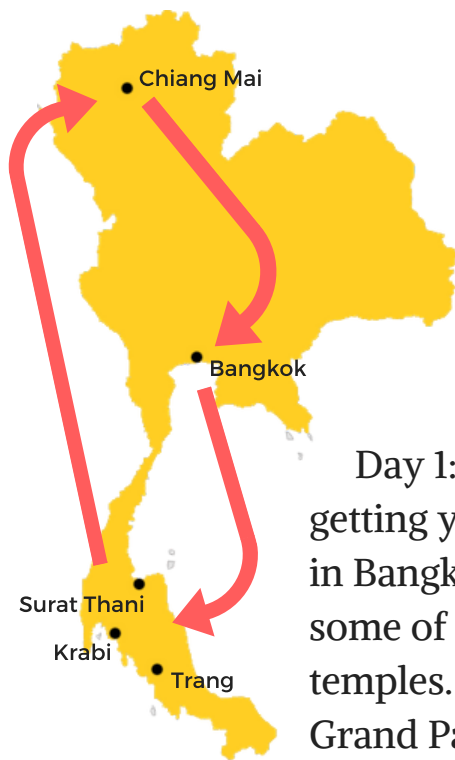 Chiang Mai
Bangkok
Surat Thani
Krabi
Trang
Day 1:
getting y
in Bangk
some of
temples.
Grand Pa